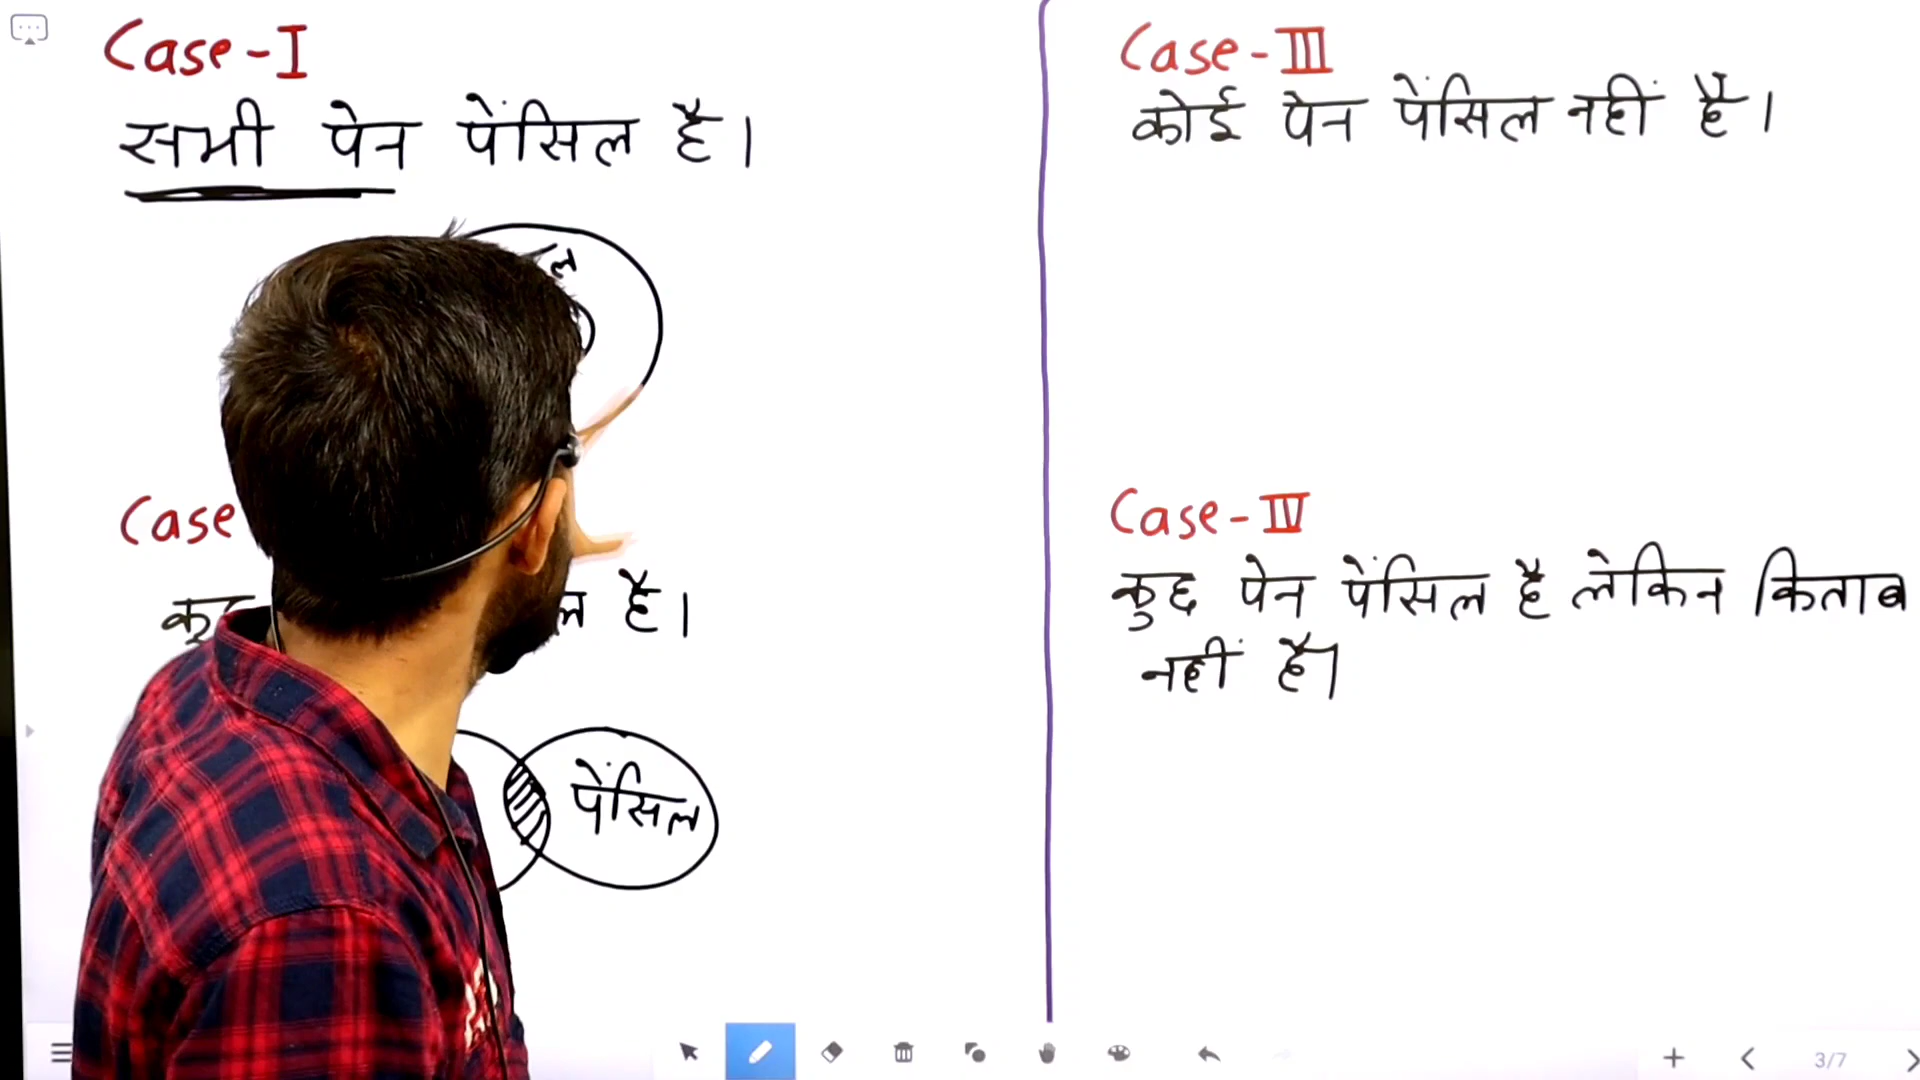 Case-I
सभी पेन पेंसिल है।
Case
है।
पेंसिल
Case-III
कोई पेन पेंसिल नहीं है।
Case-IV
कुछ पेन पेंसिल है लेकिन किताब
नहीं है।
3/7